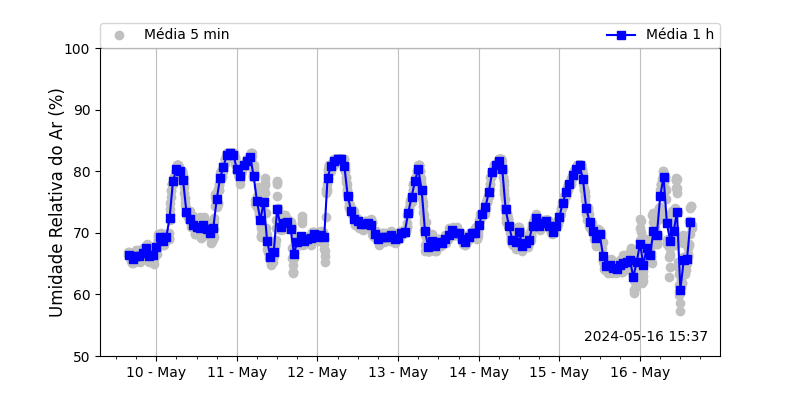 Média 5 min
Média 1 h
Umidade Relativa do Ar (%)
100
90
80
70
60
50
2024-05-16 15:37
10 - May
11 - May
12 - May
13 - May
14 - May
15 - May
16 - May